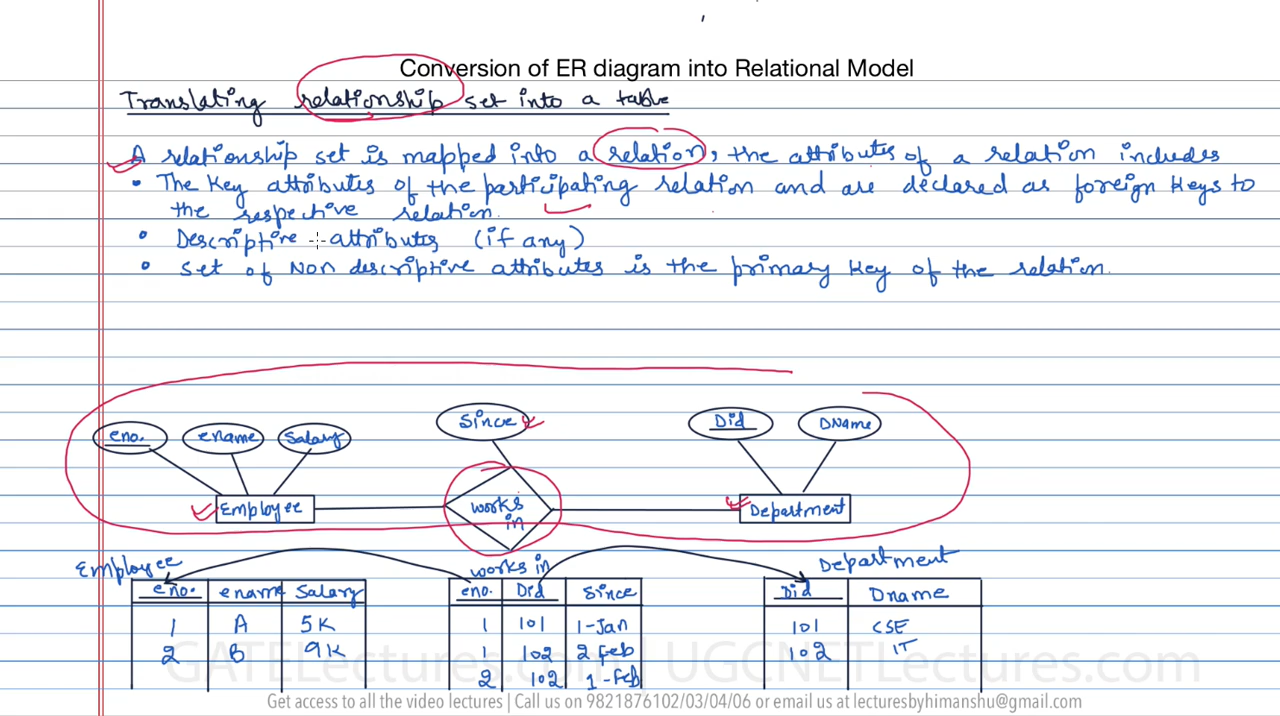 Conversion of ER diagram into Relational Model
Translating relationship set into a table
A relationship set is mapped into a relation, the attributes of a relation includes
• The Key attributes of the participating relation and are declared as foreign Keys to
the respective relation.
• Descriptive attributes (if any)
• Set of Non descriptive attributes is the primary Key of the relation.
eno. ename Salary Since Did DName
Employee works in Department
Employee works in Department
eno. ename Salary eno. Did Since Did Dname
1 A 5K 1 101 1-Jan 101 CSE
2 B 9K 1 102 2 Feb 102 IT
2 102 1-Feb
GATELectures.com | UGCNETLectures.com
Get access to all the video lectures | Call us on 9821876102/03/04/06 or email us at lecturesbyhimanshu@gmail.com